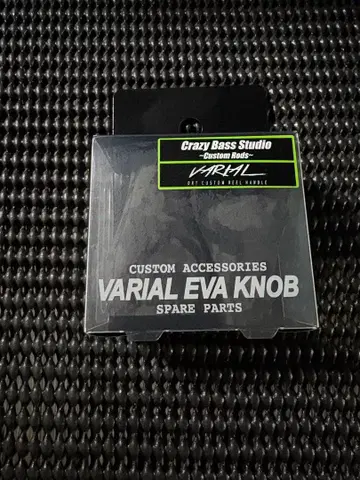 Crazy Bass Studio
~Custom Rods~
VARIAL
DRT CUSTOM REEL HANDLE
CUSTOM ACCESSORIES
VARIAL EVA KNOB
SPARE PARTS